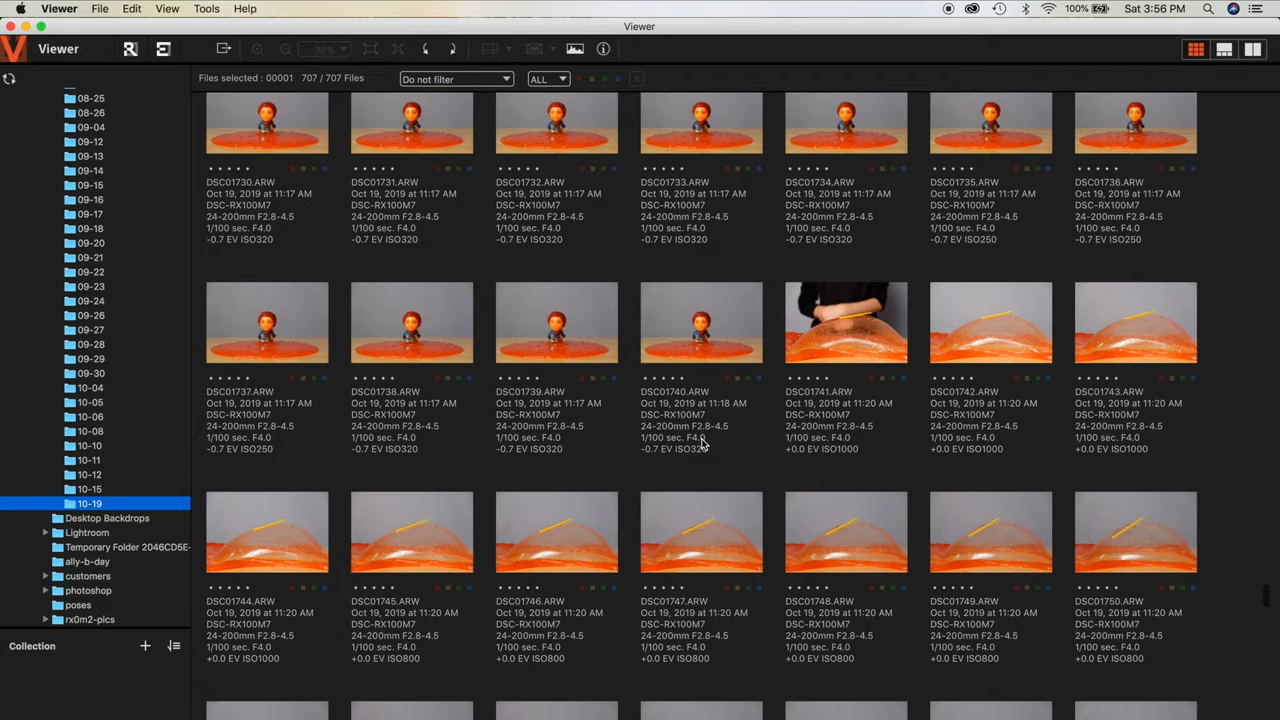 Viewer File Edit View Tools Help 100% Sat 3:56 PM
Viewer
Viewer 38%
Files selected : 00001 707 / 707 Files Do not filter ALL
08-25
08-26
09-04
09-12
09-13
09-14
09-15
09-16
09-17
09-18
09-20
09-21
09-22
09-23
09-24
09-26
09-27
09-28
09-29
09-30
10-04
10-05
10-06
10-08
10-10
10-11
10-12
10-15
10-19
Desktop Backdrops
Lightroom
Temporary Folder 2046CD5E-
ally-b-day
customers
photoshop
poses
rx0m2-pics
Collection
DSC01730.ARW DSC01731.ARW DSC01732.ARW DSC01733.ARW DSC01734.ARW DSC01735.ARW DSC01736.ARW
Oct 19, 2019 at 11:17 AM Oct 19, 2019 at 11:17 AM Oct 19, 2019 at 11:17 AM Oct 19, 2019 at 11:17 AM Oct 19, 2019 at 11:17 AM Oct 19, 2019 at 11:17 AM Oct 19, 2019 at 11:17 AM
DSC-RX100M7 DSC-RX100M7 DSC-RX100M7 DSC-RX100M7 DSC-RX100M7 DSC-RX100M7 DSC-RX100M7
24-200mm F2.8-4.5 24-200mm F2.8-4.5 24-200mm F2.8-4.5 24-200mm F2.8-4.5 24-200mm F2.8-4.5 24-200mm F2.8-4.5 24-200mm F2.8-4.5
1/100 sec. F4.0 1/100 sec. F4.0 1/100 sec. F4.0 1/100 sec. F4.0 1/100 sec. F4.0 1/100 sec. F4.0 1/100 sec. F4.0
-0.7 EV ISO320 -0.7 EV ISO320 -0.7 EV ISO320 -0.7 EV ISO320 -0.7 EV ISO320 -0.7 EV ISO250 -0.7 EV ISO250
DSC01737.ARW DSC01738.ARW DSC01739.ARW DSC01740.ARW DSC01741.ARW DSC01742.ARW DSC01743.ARW
Oct 19, 2019 at 11:17 AM Oct 19, 2019 at 11:17 AM Oct 19, 2019 at 11:17 AM Oct 19, 2019 at 11:18 AM Oct 19, 2019 at 11:20 AM Oct 19, 2019 at 11:20 AM Oct 19, 2019 at 11:20 AM
DSC-RX100M7 DSC-RX100M7 DSC-RX100M7 DSC-RX100M7 DSC-RX100M7 DSC-RX100M7 DSC-RX100M7
24-200mm F2.8-4.5 24-200mm F2.8-4.5 24-200mm F2.8-4.5 24-200mm F2.8-4.5 24-200mm F2.8-4.5 24-200mm F2.8-4.5 24-200mm F2.8-4.5
1/100 sec. F4.0 1/100 sec. F4.0 1/100 sec. F4.0 1/100 sec. F4.0 1/100 sec. F4.0 1/100 sec. F4.0 1/100 sec. F4.0
-0.7 EV ISO250 -0.7 EV ISO320 -0.7 EV ISO320 -0.7 EV ISO320 +0.0 EV ISO1000 +0.0 EV ISO1000 +0.0 EV ISO1000
DSC01744.ARW DSC01745.ARW DSC01746.ARW DSC01747.ARW DSC01748.ARW DSC01749.ARW DSC01750.ARW
Oct 19, 2019 at 11:20 AM Oct 19, 2019 at 11:20 AM Oct 19, 2019 at 11:20 AM Oct 19, 2019 at 11:20 AM Oct 19, 2019 at 11:20 AM Oct 19, 2019 at 11:20 AM Oct 19, 2019 at 11:20 AM
DSC-RX100M7 DSC-RX100M7 DSC-RX100M7 DSC-RX100M7 DSC-RX100M7 DSC-RX100M7 DSC-RX100M7
24-200mm F2.8-4.5 24-200mm F2.8-4.5 24-200mm F2.8-4.5 24-200mm F2.8-4.5 24-200mm F2.8-4.5 24-200mm F2.8-4.5 24-200mm F2.8-4.5
1/100 sec. F4.0 1/100 sec. F4.0 1/100 sec. F4.0 1/100 sec. F4.0 1/100 sec. F4.0 1/100 sec. F4.0 1/100 sec. F4.0
+0.0 EV ISO1000 +0.0 EV ISO800 +0.0 EV ISO800 +0.0 EV ISO800 +0.0 EV ISO800 +0.0 EV ISO800 +0.0 EV ISO800